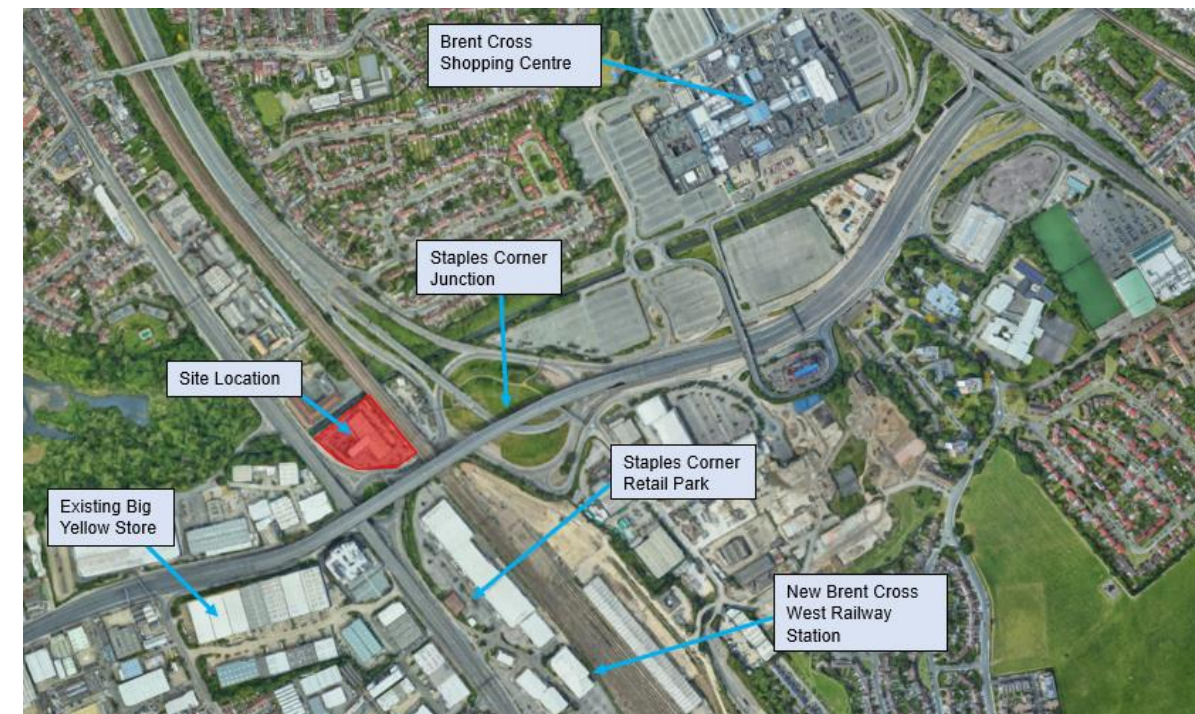 Brent Cross
Shopping Centre
Staples Corner
Junction
Site Location
Staples Corner
Retail Park
Existing Big
Yellow Store
New Brent Cross
West Railway
Station